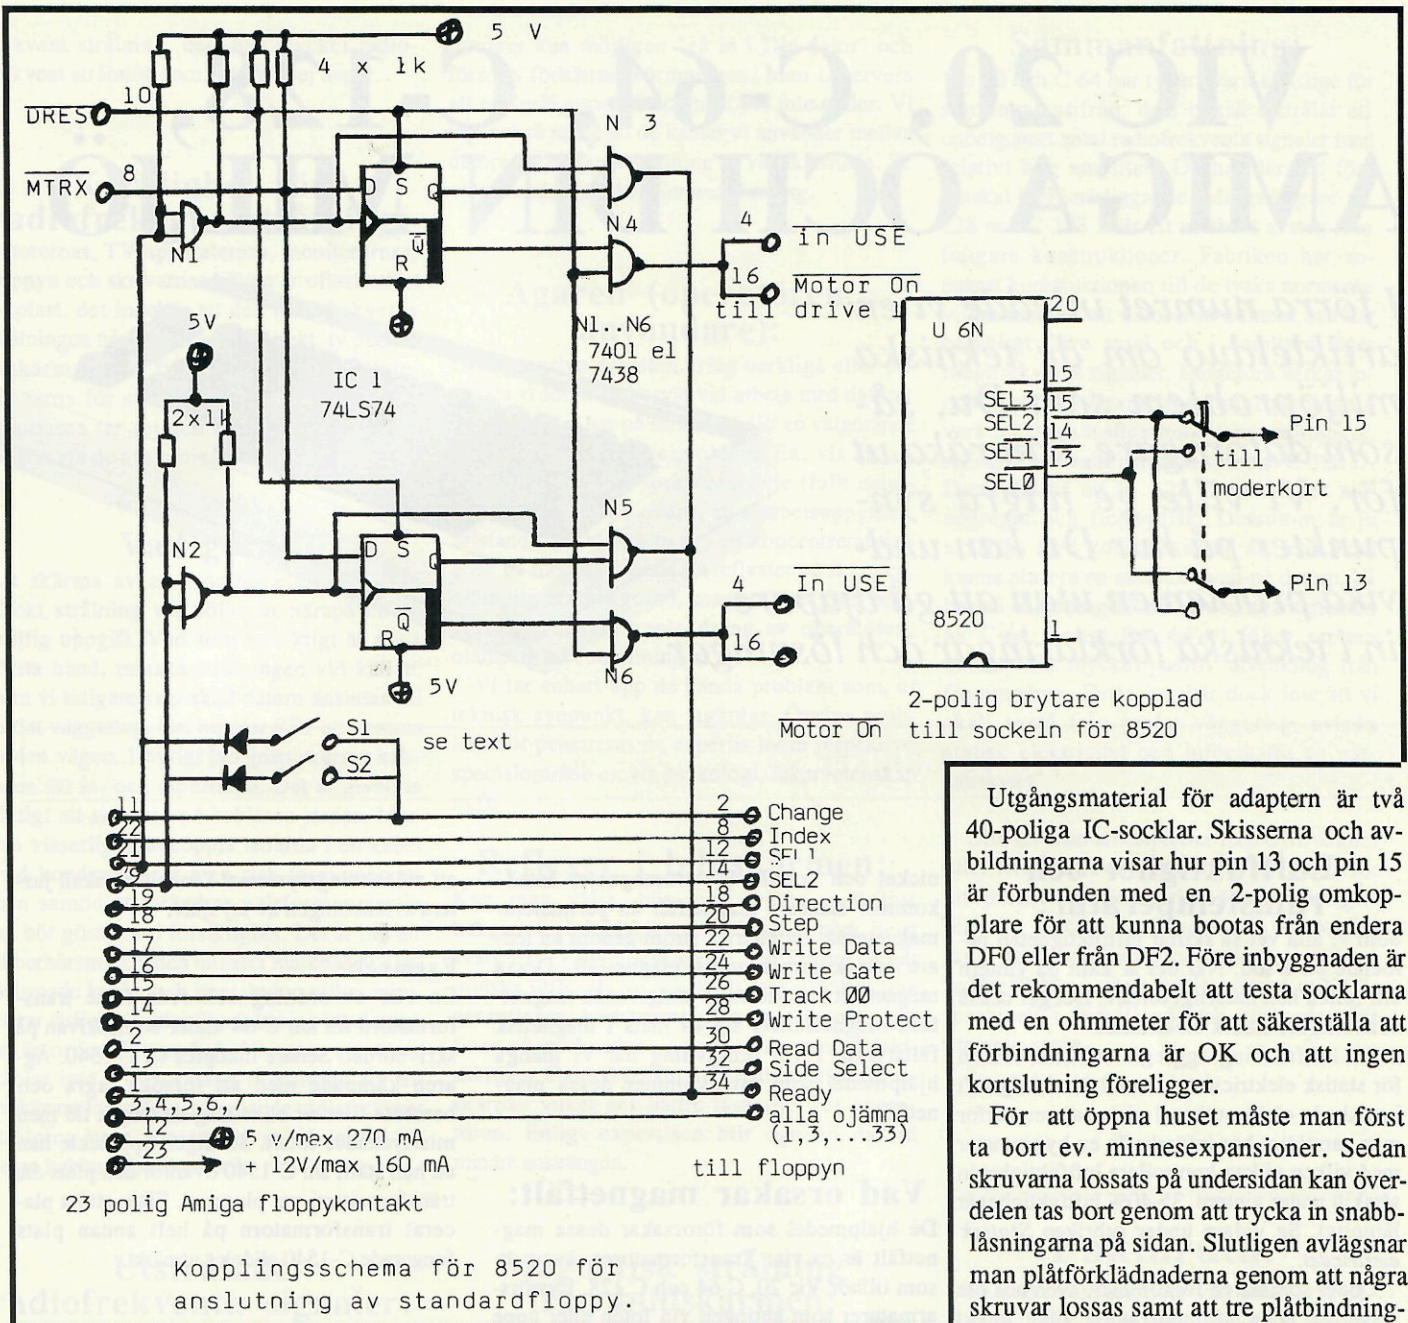 5 V
4 x 1k
10
DRES
8
MTRX
D S Q
Q
R
N1
5V
2x1k
IC 1
74LS74
N 3
N4
N1...N6
7401 el
7438
4
in USE
16
Motor On
till drive 1
N2
D S Q
Q
R
5V
N5
N6
4
In USE
16
Motor On
S1
S2
se text
U 6N
8520
20
15
SEL3
15
SEL2
14
SEL1
13
SELØ
1
Pin 15
till
moderkort
Pin 13
2-polig brytare kopplad
till sockeln för 8520
11
22
21
19
18
17
16
15
14
2
13
1
3,4,5,6,7
12 v/max 270 mA
23 + 12V/max 160 mA
23 polig Amiga floppykontakt
2 Change
8 Index
12 SEL1
14 SEL2
18 Direction
20 Step
22 Write Data
24 Write Gate
26 Track ØØ
28 Write Protect
30 Read Data
32 Side Select
34 Ready
alla ojämna
(1,3,...33)
till floppyn
Kopplingsschema för 8520 för
anslutning av standardfloppy.
Utgångsmaterial för adaptern är två
40-poliga IC-socklar. Skisserna och av-
bildningarna visar hur pin 13 och pin 15
är förbunden med en 2-polig omkop-
plare för att kunna bootas från endera
DF0 eller från DF2. Före inbyggnaden är
det rekommendabelt att testa socklarna
med en ohmmeter för att säkerställa att
förbindningarna är OK och att ingen
kortslutning föreligger.
För att öppna huset måste man först
ta bort ev. minnesexpansioner. Sedan
skruvarna lossats på undersidan kan över-
delen tas bort genom att trycka in snabb-
låsningarna på sidan. Slutligen avlägsnar
man plåtförklädnaderna genom att några
skruvar lossas samt att tre plåtbindning-